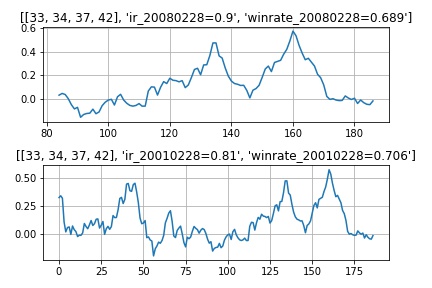 [[33, 34, 37, 42], 'ir_20080228=0.9', 'winrate_20080228=0.689']
0.6
0.4
0.2
0.0
80 100 120 140 160 180
[[33, 34, 37, 42], 'ir_20010228=0.81', 'winrate_20010228=0.706']
0.50
0.25
0.00
0 25 50 75 100 125 150 175